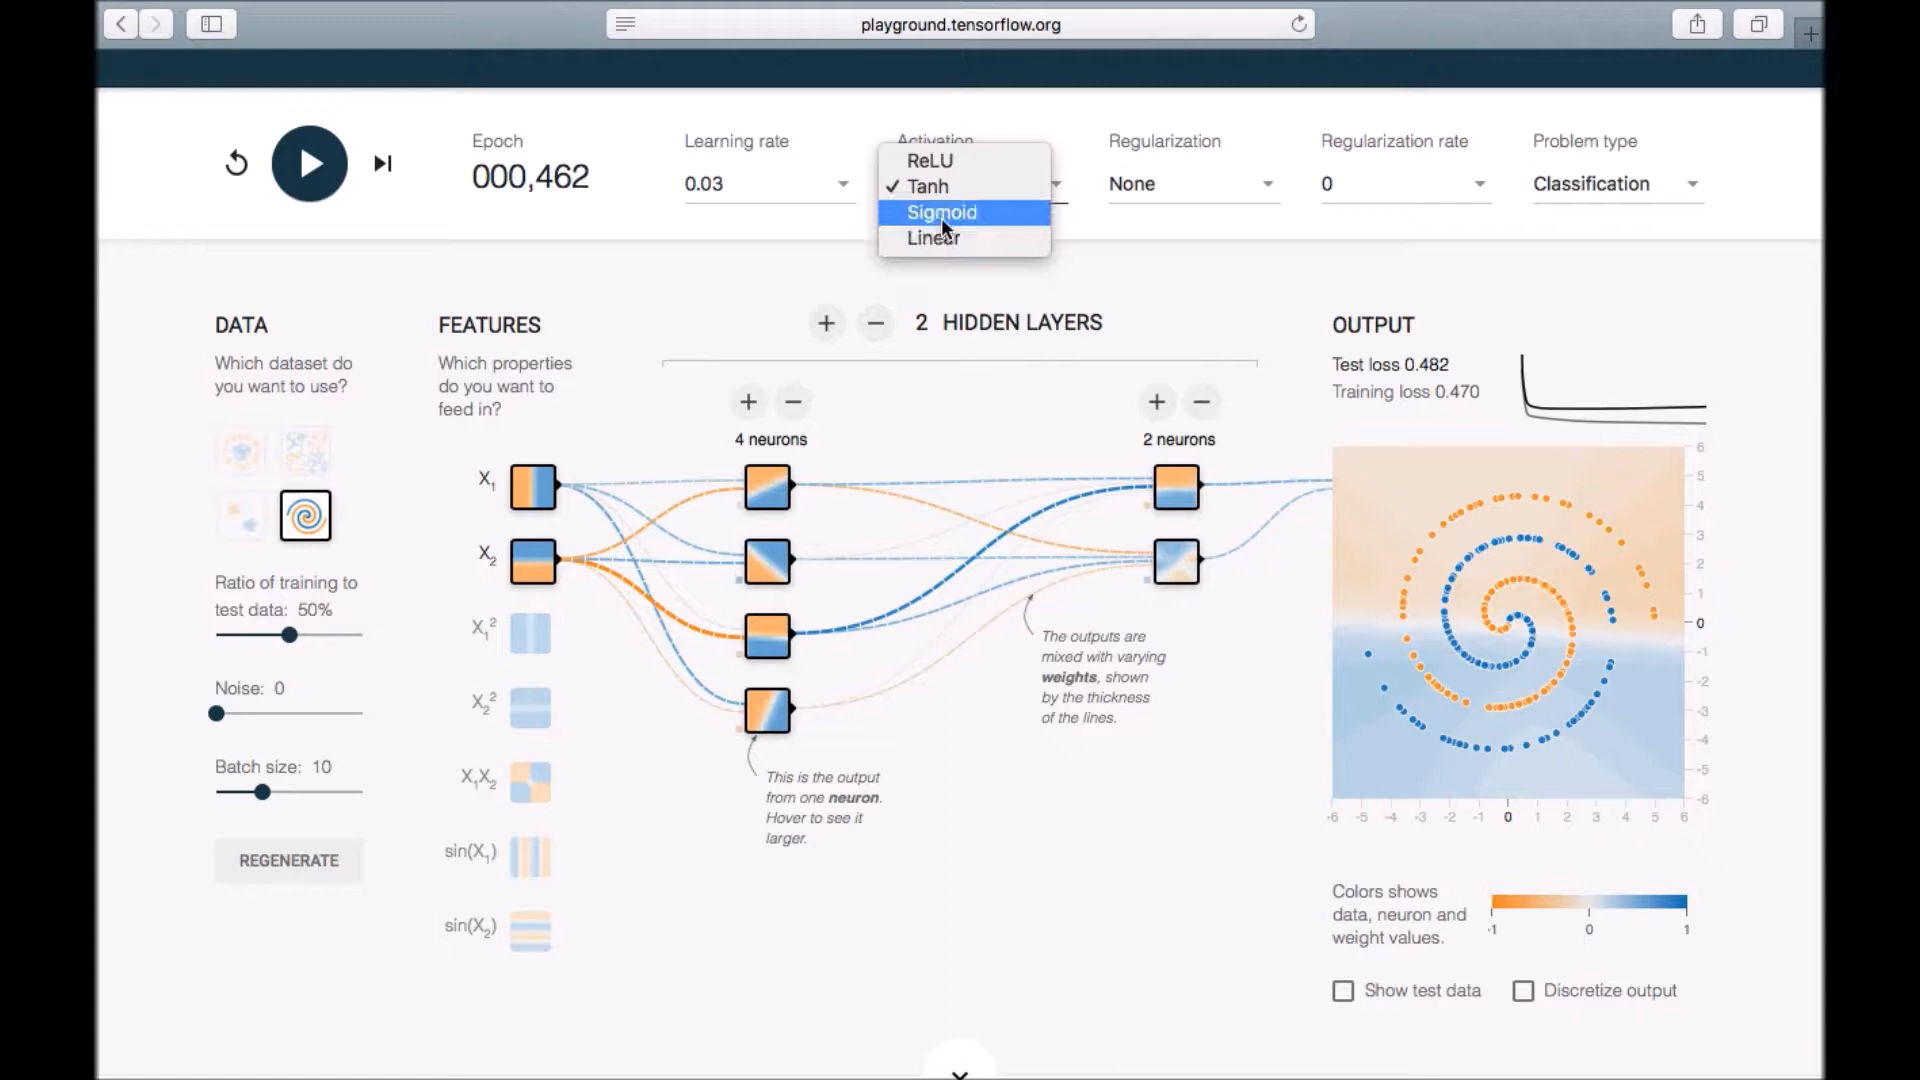 playground.tensorflow.org
Epoch
000,462
Learning rate
0.03
Activation
ReLU
✓ Tanh
Sigmoid
Linear
Regularization
None
Regularization rate
0
Problem type
Classification
DATA
Which dataset do
you want to use?
Ratio of training to
test data: 50%
Noise: 0
Batch size: 10
REGENERATE
FEATURES
Which properties
do you want to
feed in?
X₁
X₂
X₁²
X₂²
X₁X₂
sin(X₁)
sin(X₂)
+ − 2 HIDDEN LAYERS
+ −
4 neurons
+ −
2 neurons
The outputs are
mixed with varying
weights, shown
by the thickness
of the lines.
This is the output
from one neuron.
Hover to see it
larger.
OUTPUT
Test loss 0.482
Training loss 0.470
6
5
4
3
2
1
0
-1
-2
-3
-4
-5
-6
-6 -5 -4 -3 -2 -1 0 1 2 3 4 5 6
Colors shows
data, neuron and
weight values.
-1 0 1
Show test data
Discretize output